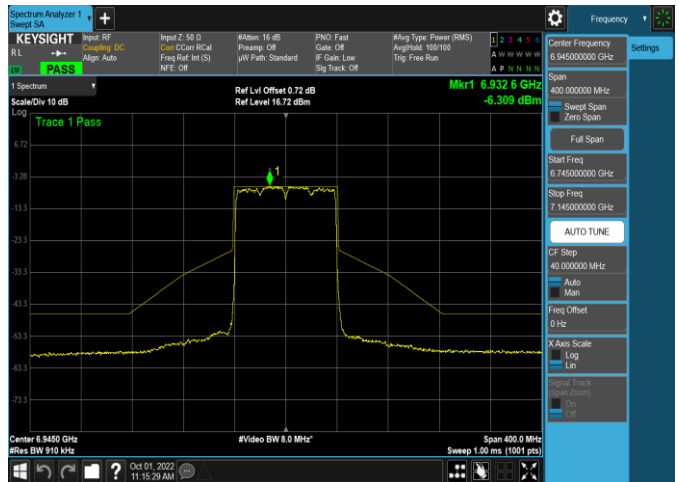 Spectrum Analyzer 1
Swept SA
+
Frequency
KEYSIGHT
RL
LW
PASS
Input: RF
Coupling: DC
Align: Auto
Input Z: 50 Ω
Corr CCorr RCal
Freq Ref: Int (S)
NFE: Off
#Atten: 16 dB
Preamp: Off
µW Path: Standard
PNO: Fast
Gate: Off
IF Gain: Low
Sig Track: Off
#Avg Type: Power (RMS)
Avg|Hold: 100/100
Trig: Free Run
1 2 3 4 5 6
A W W W W W
A P N N N N
1 Spectrum
Scale/Div 10 dB
Ref Lvl Offset 0.72 dB
Ref Level 16.72 dBm
Mkr1 6.932 6 GHz
-6.309 dBm
Log
Trace 1 Pass
1
6.72
-3.28
-13.3
-23.3
-33.3
-43.3
-53.3
-63.3
-73.3
Center 6.9450 GHz
#Res BW 910 kHz
#Video BW 8.0 MHz*
Span 400.0 MHz
Sweep 1.00 ms (1001 pts)
Oct 01, 2022
11:15:29 AM
?
Center Frequency
6.945000000 GHz
Settings
Span
400.000000 MHz
Swept Span
Zero Span
Full Span
Start Freq
6.745000000 GHz
Stop Freq
7.145000000 GHz
AUTO TUNE
CF Step
40.000000 MHz
Auto
Man
Freq Offset
0 Hz
X Axis Scale
Log
Lin
Signal Track
(Span Zoom)
On
Off